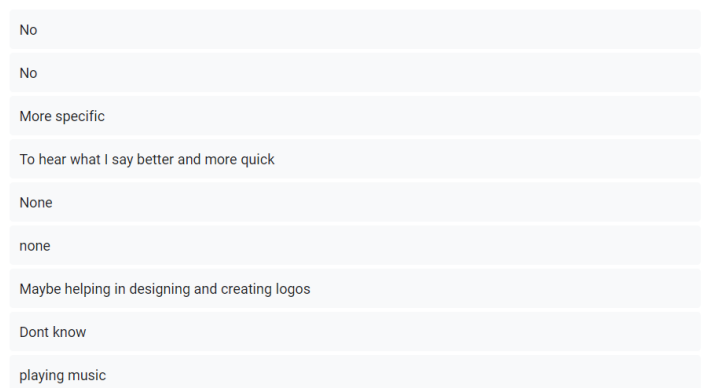 No
No
More specific
To hear what I say better and more quick
None
none
Maybe helping in designing and creating logos
Dont know
playing music